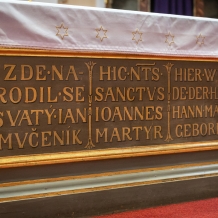 ZDE NA-
RODIL SE
SVATÝ IAN
MVČENIK
HIC NTS
SANCTVS
IOANNES
MARTYR
HIER W
DE DER H
HANN MA
GEBOR